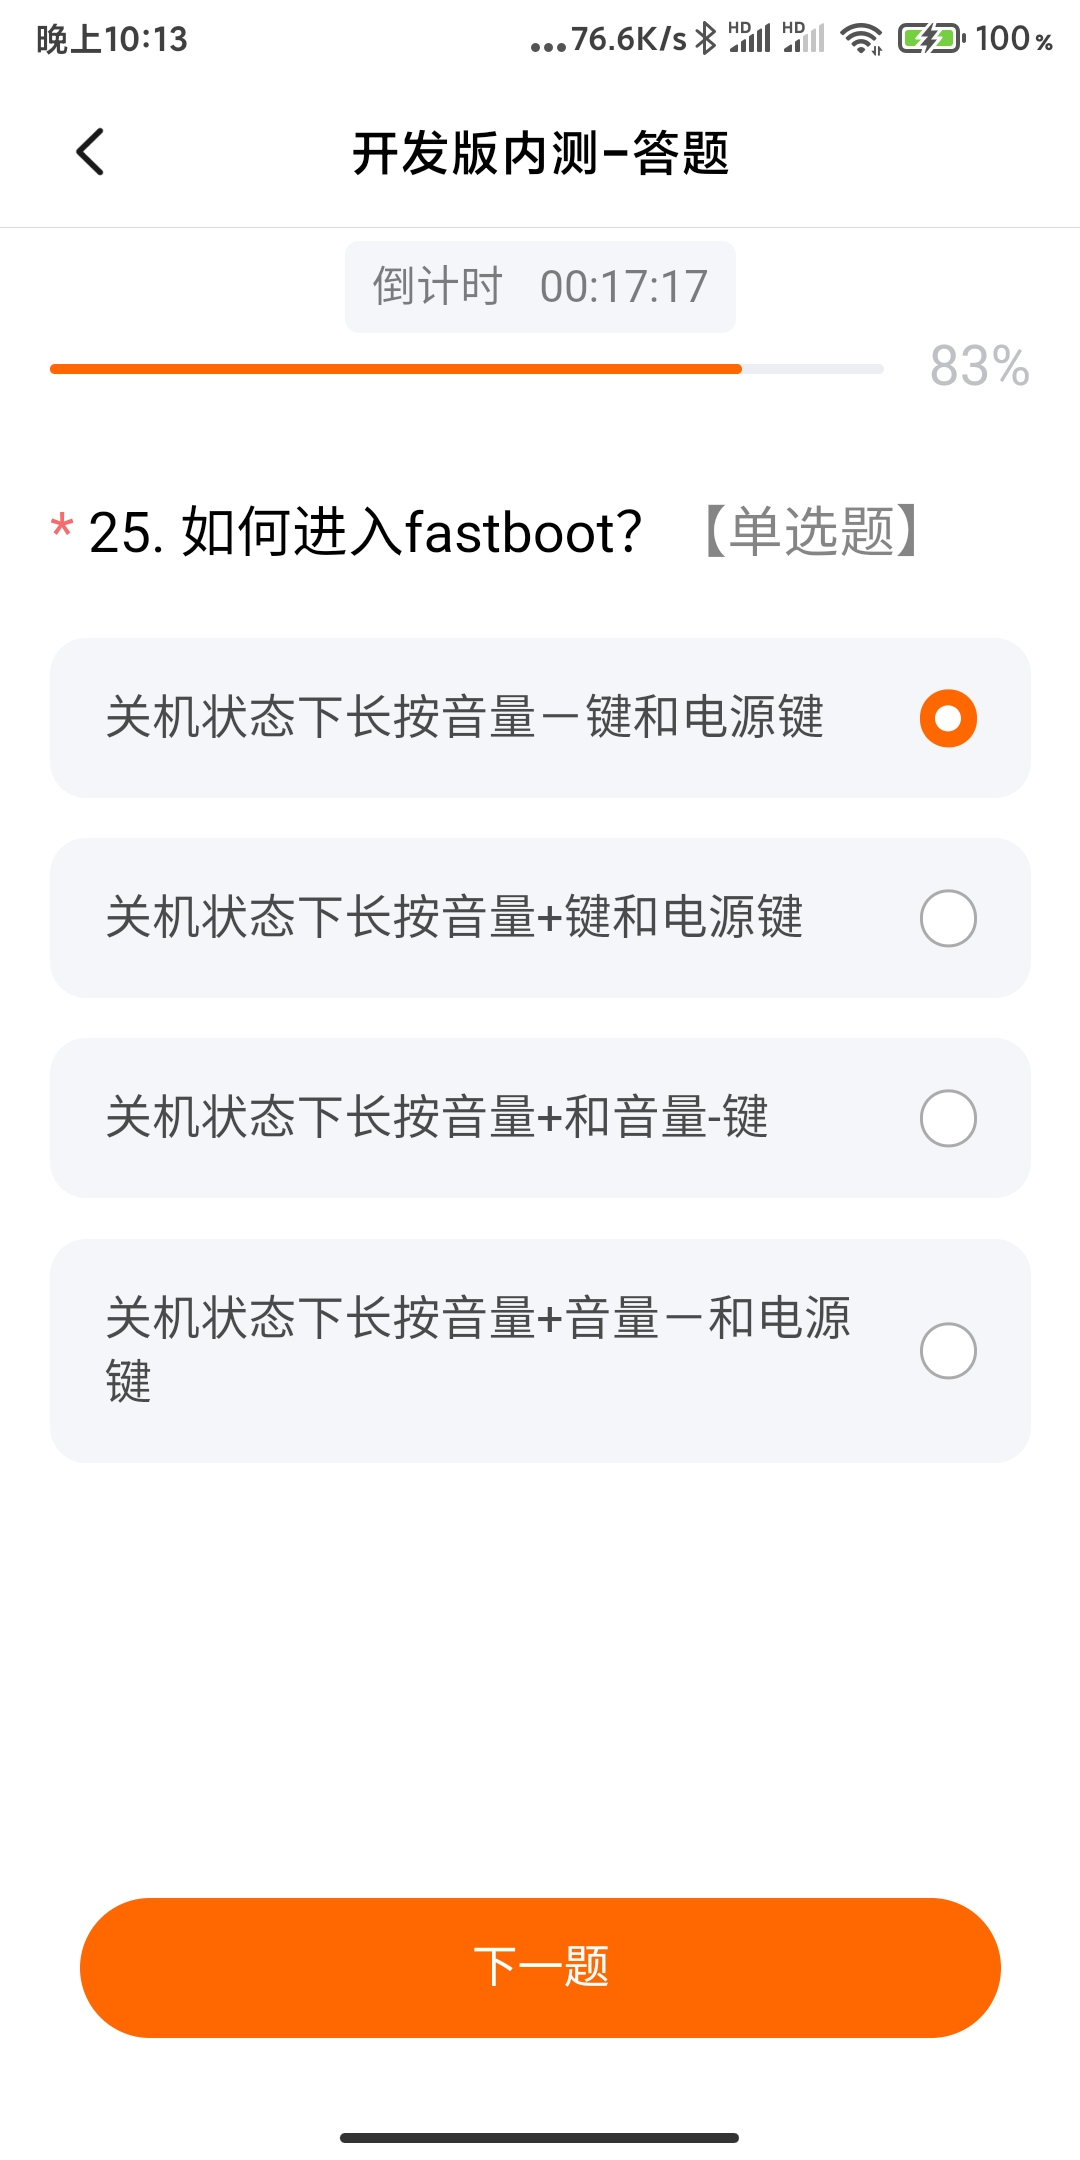 晚上10:13
...76.6K/s HD HD 100%
开发版内测-答题
倒计时 00:17:17
83%
* 25. 如何进入fastboot? 【单选题】
关机状态下长按音量－键和电源键
关机状态下长按音量+键和电源键
关机状态下长按音量+和音量-键
关机状态下长按音量+音量－和电源
键
下一题